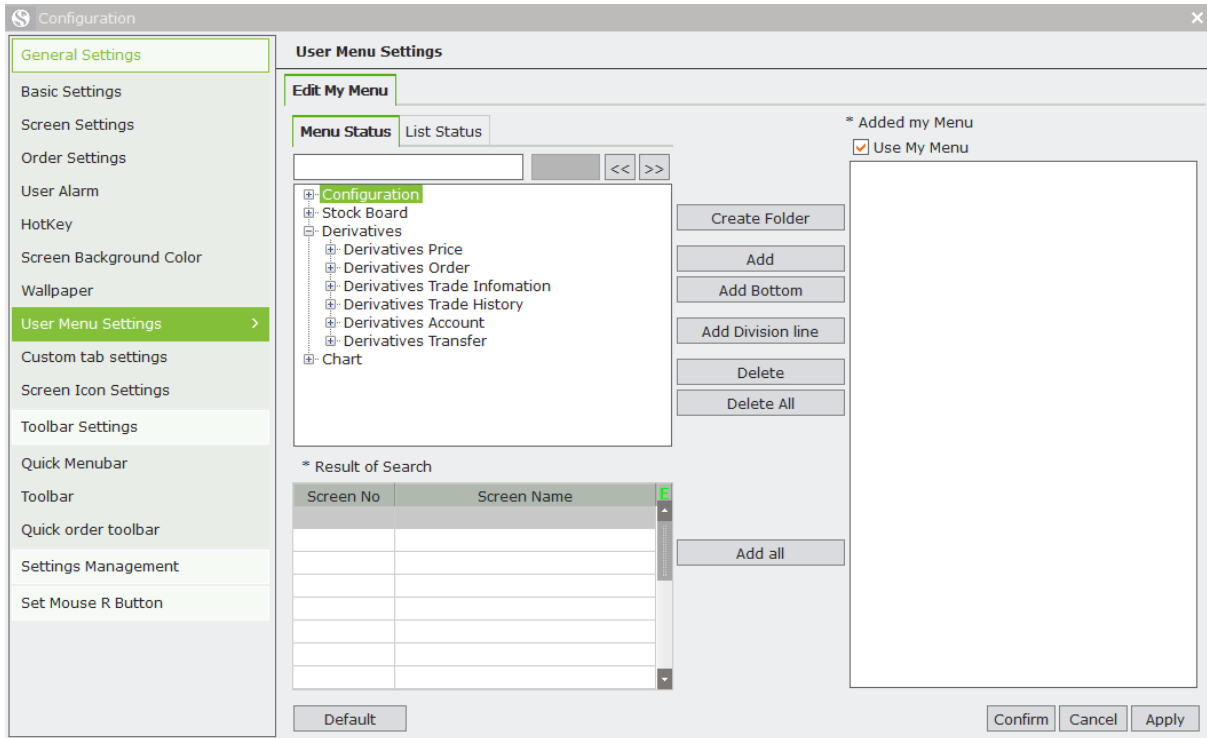 Configuration
General Settings
Basic Settings
Screen Settings
Order Settings
User Alarm
HotKey
Screen Background Color
Wallpaper
User Menu Settings >
Custom tab settings
Screen Icon Settings
Toolbar Settings
Quick Menubar
Toolbar
Quick order toolbar
Settings Management
Set Mouse R Button
User Menu Settings
Edit My Menu
Menu Status List Status
<< >>
Configuration
Stock Board
Derivatives
Derivatives Price
Derivatives Order
Derivatives Trade Infomation
Derivatives Trade History
Derivatives Account
Derivatives Transfer
Chart
* Result of Search
Screen No Screen Name E
Default
Create Folder
Add
Add Bottom
Add Division line
Delete
Delete All
Add all
* Added my Menu
Use My Menu
Confirm Cancel Apply